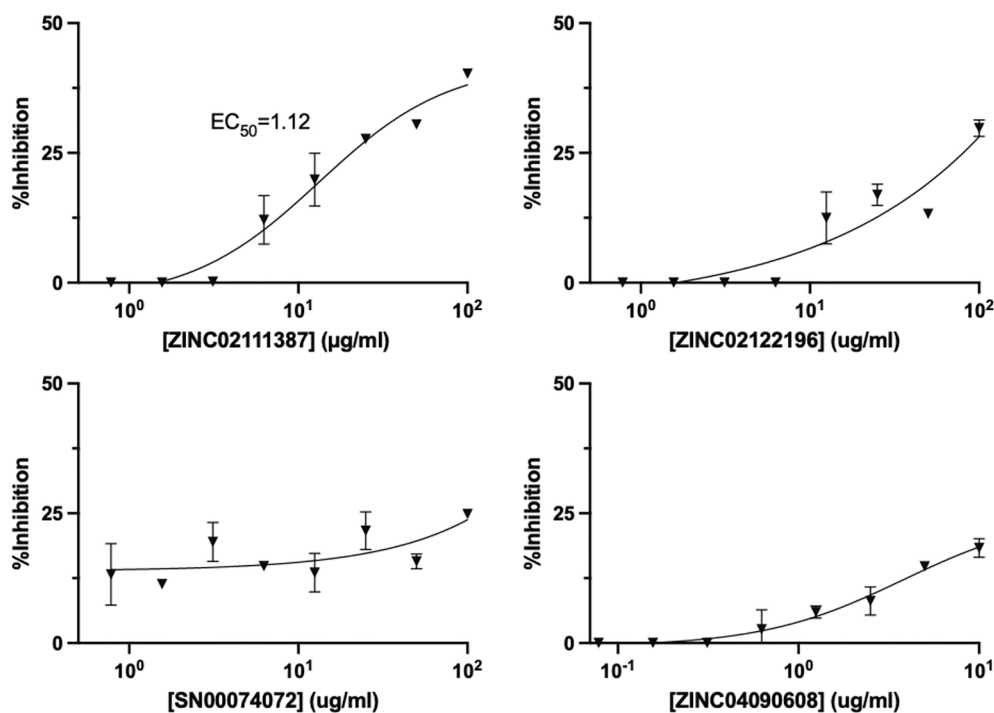 50
25
0
%Inhibition
EC50=1.12
10^0
10^1
10^2
[ZINC02111387] (µg/ml)
50
25
0
%Inhibition
10^0
10^1
10^2
[ZINC02122196] (ug/ml)
50
25
0
%Inhibition
10^0
10^1
10^2
[SN00074072] (ug/ml)
50
25
0
%Inhibition
10^-1
10^0
10^1
[ZINC04090608] (ug/ml)